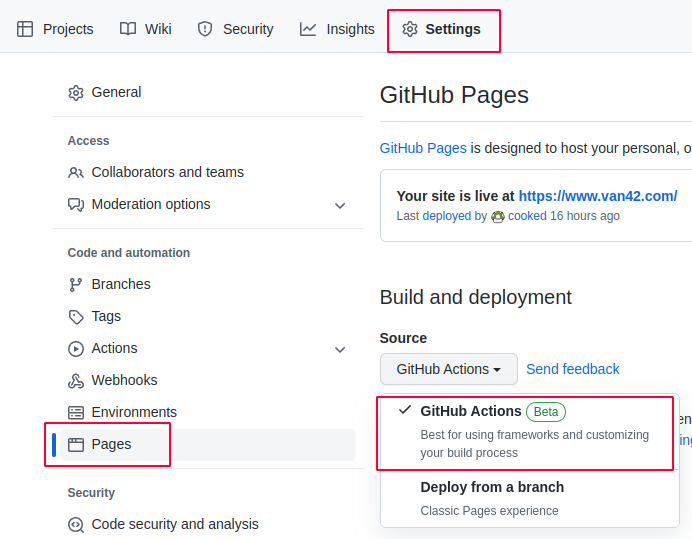 Projects Wiki Security Insights Settings
General
Access
Collaborators and teams
Moderation options
Code and automation
Branches
Tags
Actions
Webhooks
Environments
Pages
Security
Code security and analysis
GitHub Pages
GitHub Pages is designed to host your personal, o
Your site is live at https://www.van42.com/
Last deployed by cooked 16 hours ago
Build and deployment
Source
GitHub Actions Send feedback
GitHub Actions Beta
Best for using frameworks and customizing
your build process
Deploy from a branch
Classic Pages experience